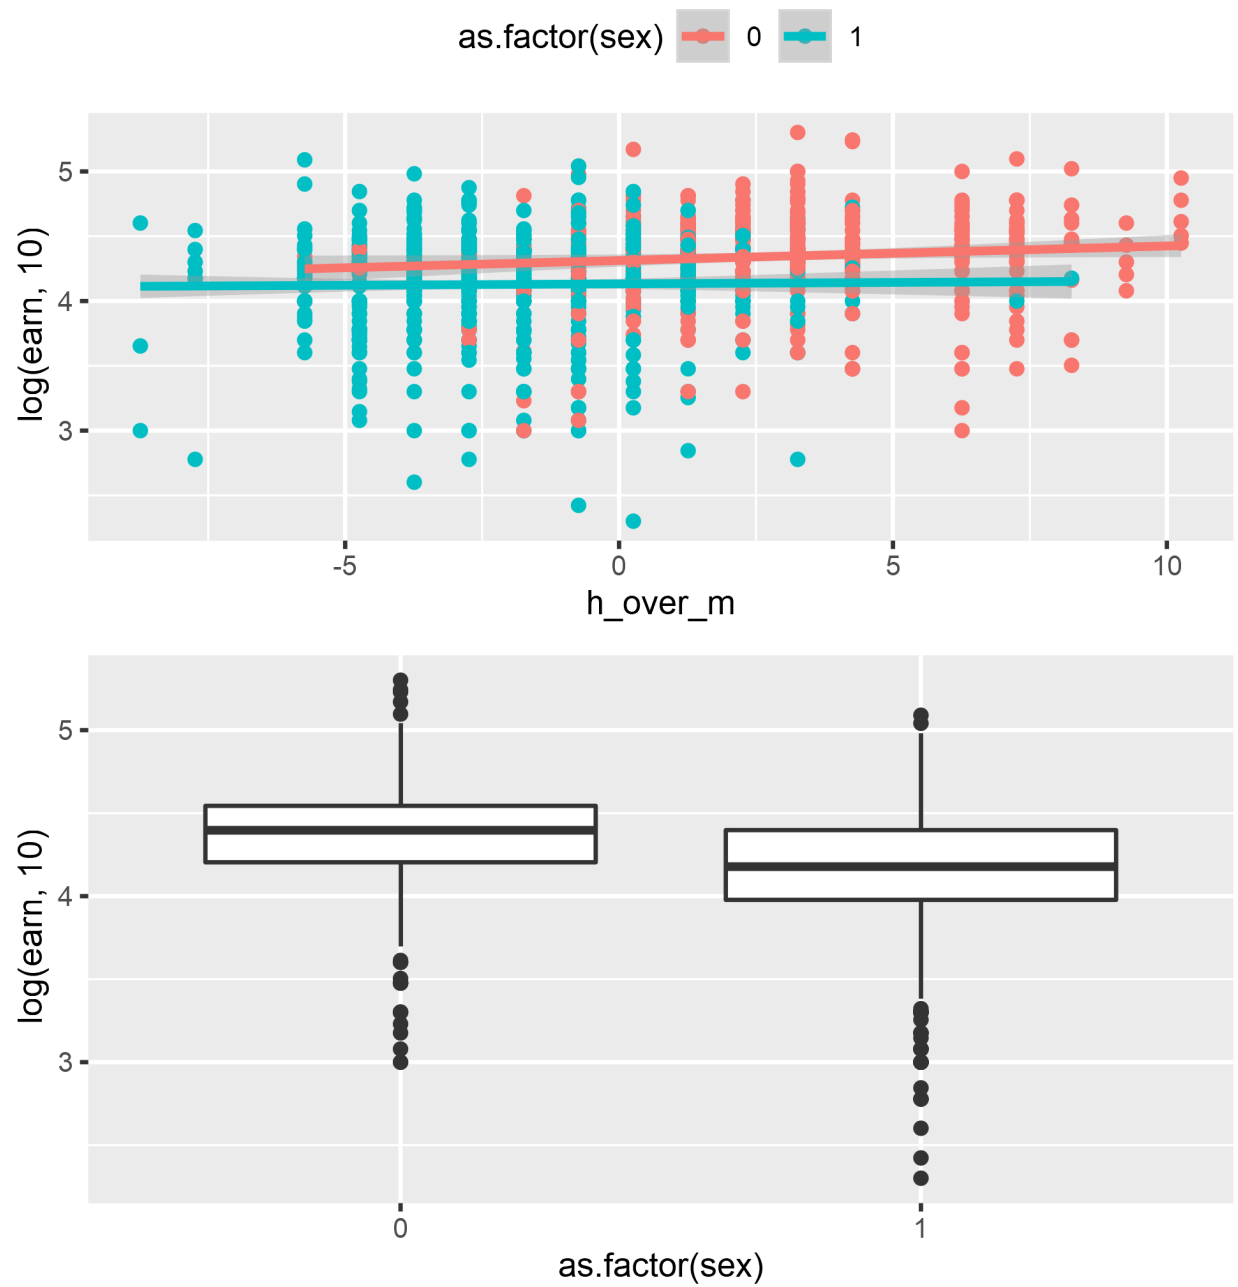 as.factor(sex) 0 1
5
4
3
log(earn, 10)
-5 0 5 10
h_over_m
5
4
3
log(earn, 10)
0 1
as.factor(sex)